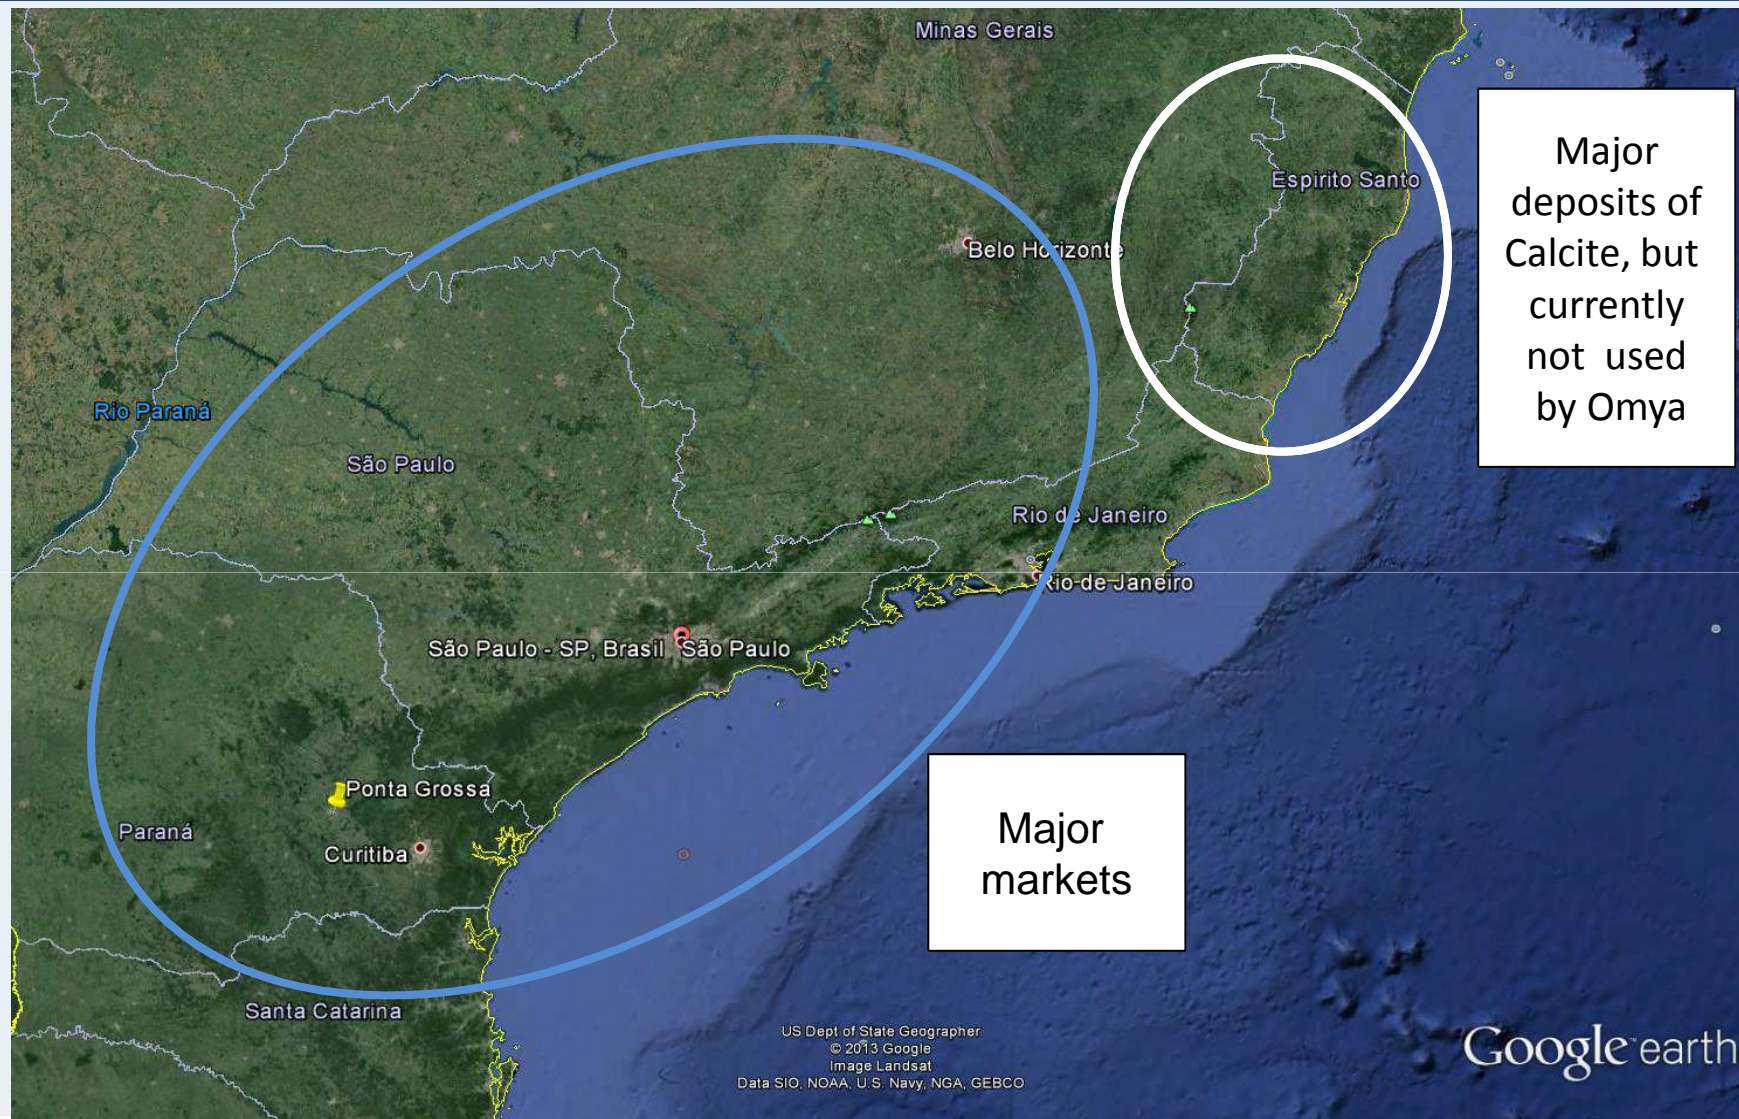 Minas Gerais
Major
deposits of
Calcite, but
currently
not used
by Omya
Espirito Santo
Belo Horizonte
Rio Paraná
São Paulo
Rio de Janeiro
Rio de Janeiro
São Paulo - SP, Brasil
São Paulo
Ponta Grossa
Paraná
Curitiba
Major
markets
Santa Catarina
US Dept of State Geographer
© 2013 Google
Image Landsat
Data SIO, NOAA, U.S. Navy, NGA, GEBCO
Google earth